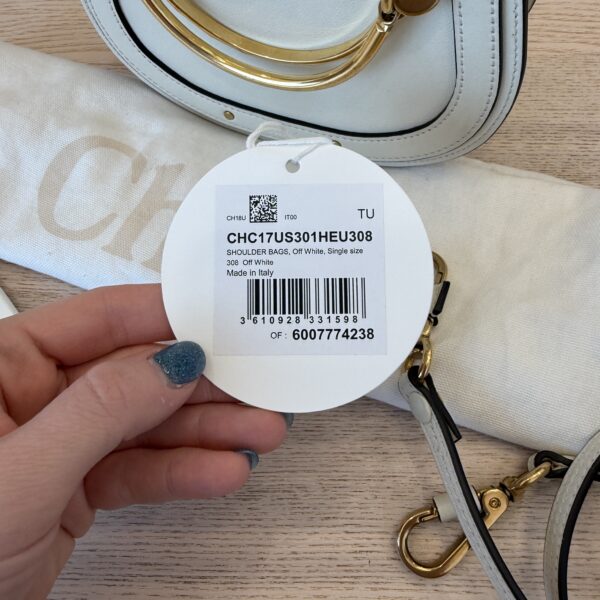 CH
CH18U IT00 TU
CHC17US301HEU308
SHOULDER BAGS, Off White, Single size
308 Off White
Made in Italy
3 610928 331598
OF : 6007774238